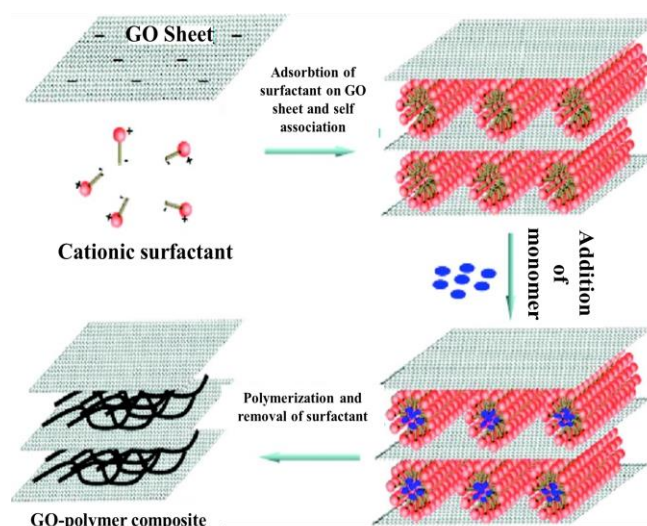 GO Sheet
Adsorbtion of
surfactant on GO
sheet and self
association
Cationic surfactant
Addition
of
monomer
Polymerization and
removal of surfactant
GO-polymer composite